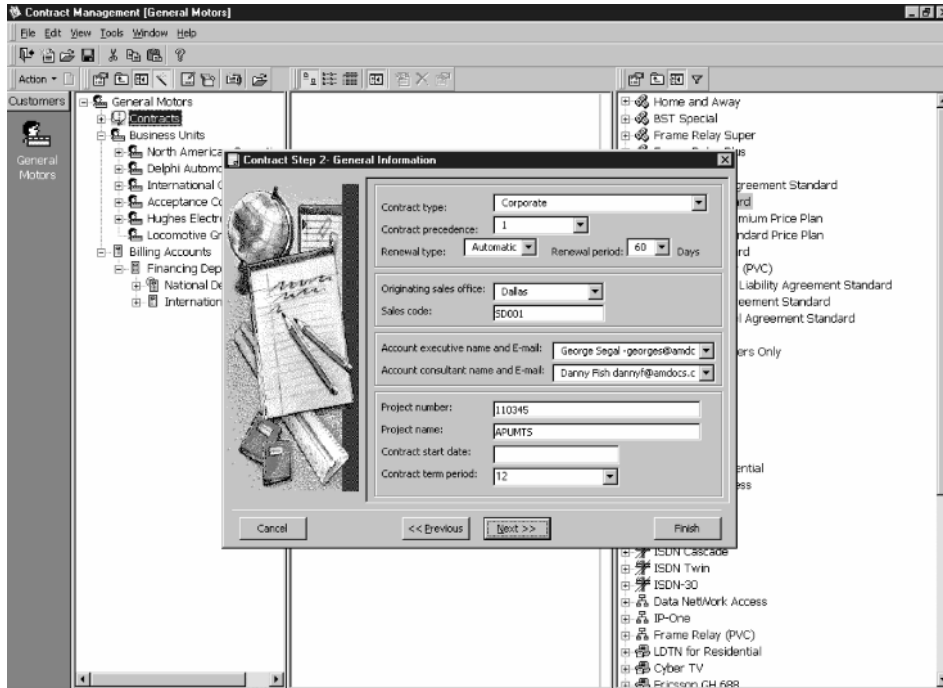 Contract Management [General Motors]
File Edit View Tools Window Help
Action
Customers
General
Motors
General Motors
Contracts
Business Units
North America
Delphi Automo
International
Acceptance Co
Hughes Electr
Locomotive Gr
Billing Accounts
Financing Dep
National De
Internation
Contract Step 2- General Information
Contract type: Corporate
Contract precedence: 1
Renewal type: Automatic Renewal period: 60 Days
Originating sales office: Dallas
Sales code: SD001
Account executive name and E-mail: George Segal -georges@amdc
Account consultant name and E-mail: Danny Fish dannyf@amdocs.c
Project number: 110345
Project name: APUMTS
Contract start date:
Contract term period: 12
Cancel << Previous Next >> Finish
Home and Away
BST Special
Frame Relay Super
Plus
greement Standard
rd
mium Price Plan
ndard Price Plan
rd
(PVC)
Liability Agreement Standard
eement Standard
l Agreement Standard
ers Only
ential
ess
ISDN Cascade
ISDN Twin
ISDN-30
Data NetWork Access
IP-One
Frame Relay (PVC)
LDTN for Residential
Cyber TV
Ericsson GH 688